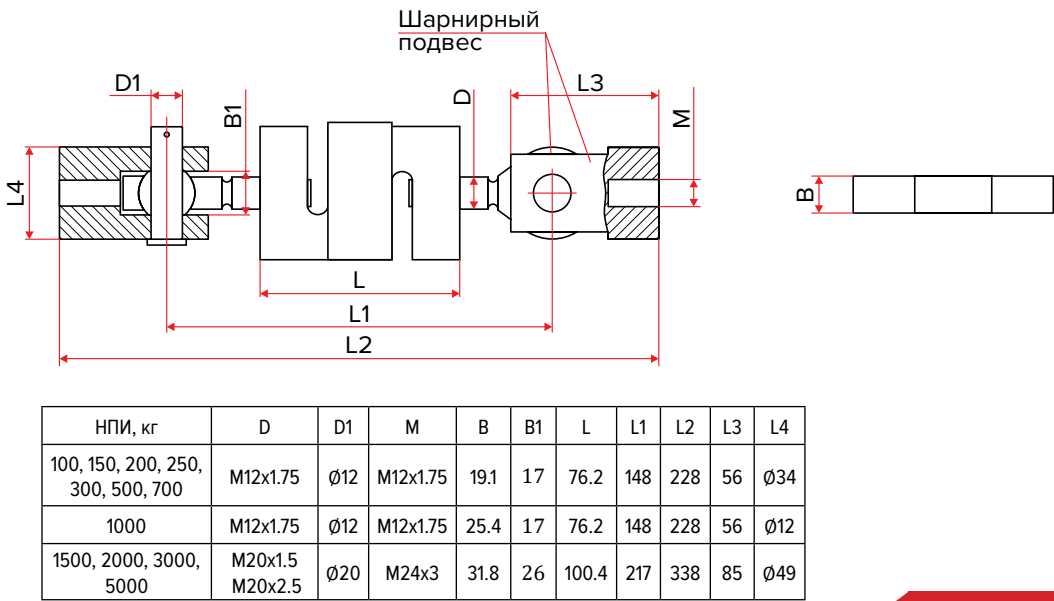 Шарнирный
подвес
D1
B1
D
L3
M
L4
B
L
L1
L2
НПИ, кг D D1 M B B1 L L1 L2 L3 L4
100, 150, 200, 250,
300, 500, 700 M12x1.75 Ø12 M12x1.75 19.1 17 76.2 148 228 56 Ø34
1000 M12x1.75 Ø12 M12x1.75 25.4 17 76.2 148 228 56 Ø12
1500, 2000, 3000,
5000 M20x1.5
M20x2.5 Ø20 M24x3 31.8 26 100.4 217 338 85 Ø49